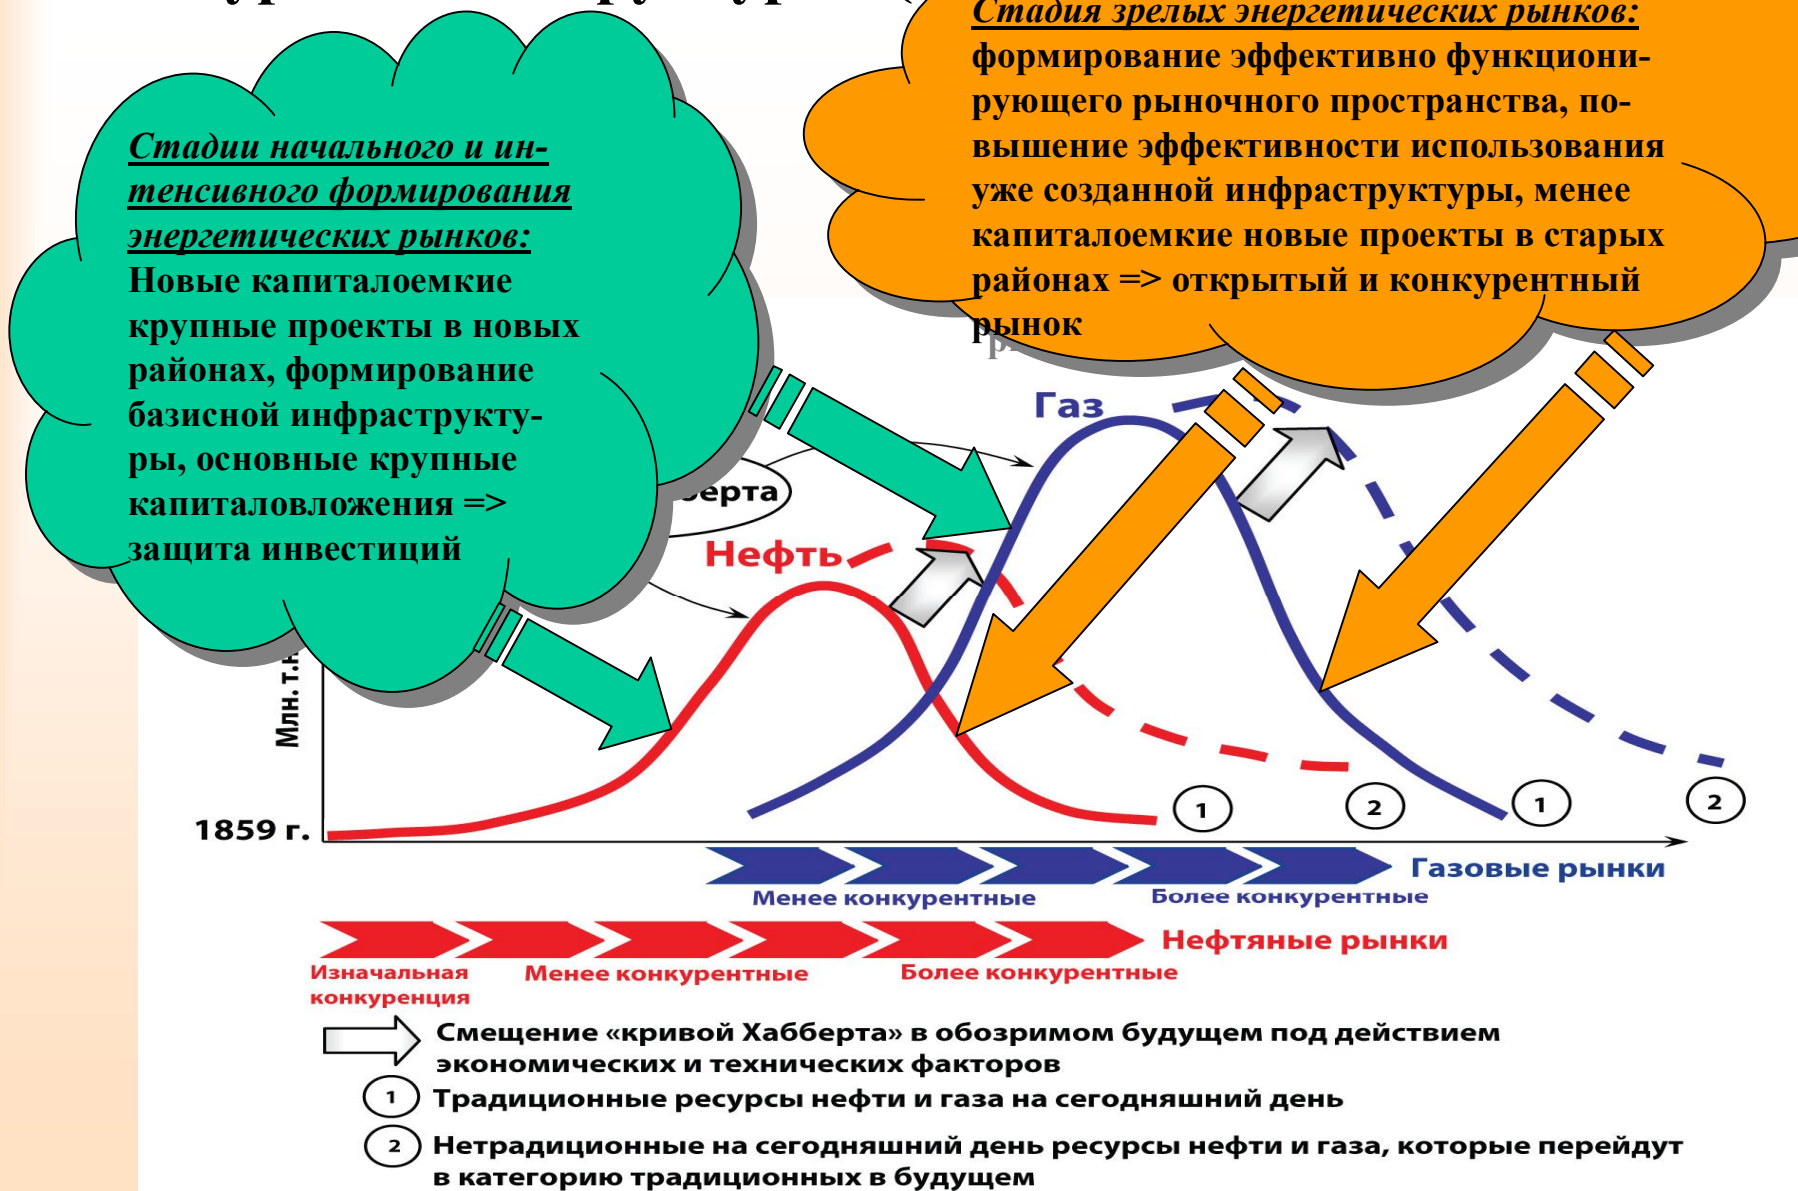 Стадии начального и ин-
тенсивного формирования
энергетических рынков:
Новые капиталоемкие
крупные проекты в новых
районах, формирование
базисной инфраструкту-
ры, основные крупные
капиталовложения =>
защита инвестиций
Стадия зрелых энергетических рынков:
формирование эффективно функциони-
рующего рыночного пространства, по-
вышение эффективности использования
уже созданной инфраструктуры, менее
капиталоемкие новые проекты в старых
районах => открытый и конкурентный
рынок
Газ
Нефть
Млн.
1859 г.
1
2
1
2
Газовые рынки
Менее конкурентные
Более конкурентные
Нефтяные рынки
Изначальная
конкуренция
Менее конкурентные
Более конкурентные
Смещение «кривой Хабберта» в обозримом будущем под действием
экономических и технических факторов
1 Традиционные ресурсы нефти и газа на сегодняшний день
2 Нетрадиционные на сегодняшний день ресурсы нефти и газа, которые перейдут
в категорию традиционных в будущем